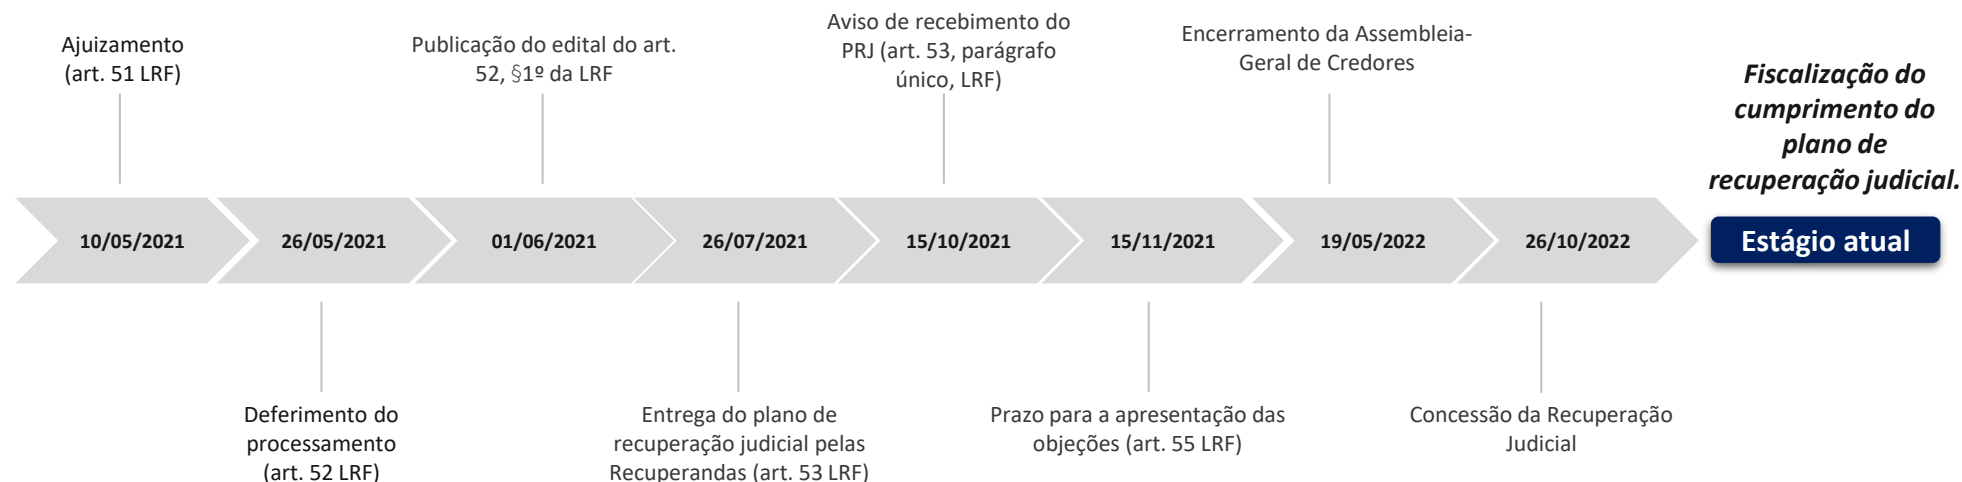 Ajuizamento
(art. 51 LRF)
Publicação do edital do art.
52, §1º da LRF
Aviso de recebimento do
PRJ (art. 53, parágrafo
único, LRF)
Encerramento da Assembleia-
Geral de Credores
Fiscalização do
cumprimento do
plano de
recuperação judicial.
10/05/2021
26/05/2021
01/06/2021
26/07/2021
15/10/2021
15/11/2021
19/05/2022
26/10/2022
Estágio atual
Deferimento do
processamento
(art. 52 LRF)
Entrega do plano de
recuperação judicial pelas
Recuperandas (art. 53 LRF)
Prazo para a apresentação das
objeções (art. 55 LRF)
Concessão da Recuperação
Judicial